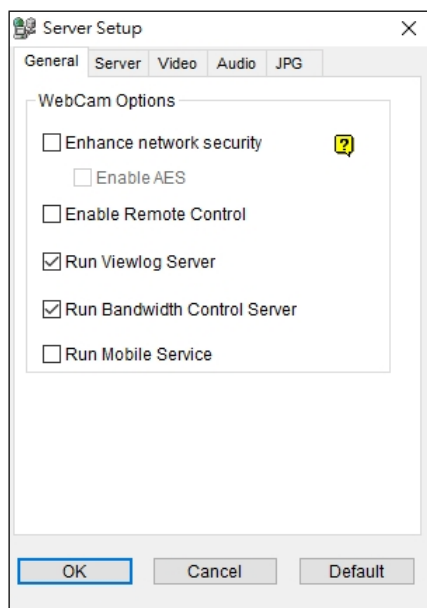 Server Setup
General Server Video Audio JPG
WebCam Options
Enhance network security
?
Enable AES
Enable Remote Control
Run Viewlog Server
Run Bandwidth Control Server
Run Mobile Service
OK Cancel Default